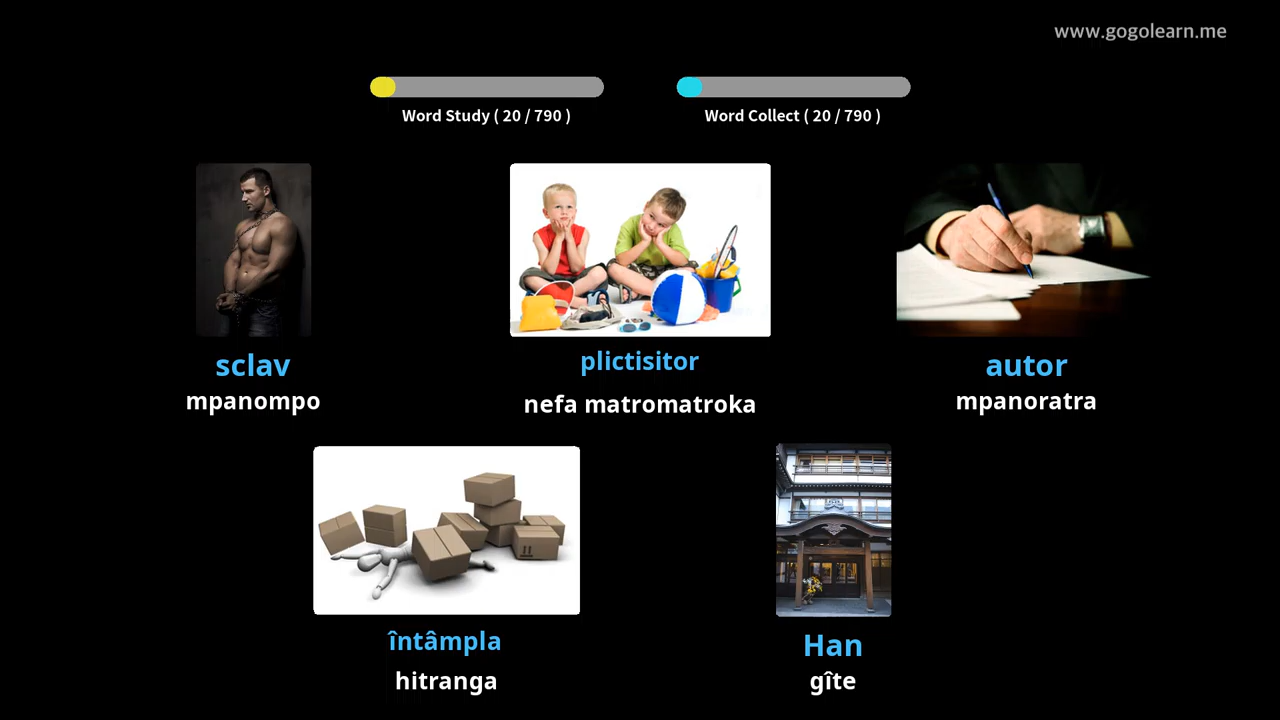 www.gogolearn.me
Word Study ( 20 / 790 )
Word Collect ( 20 / 790 )
sclav
mpanompo
plictisitor
nefa matromatroka
autor
mpanoratra
întâmpla
hitranga
Han
gîte